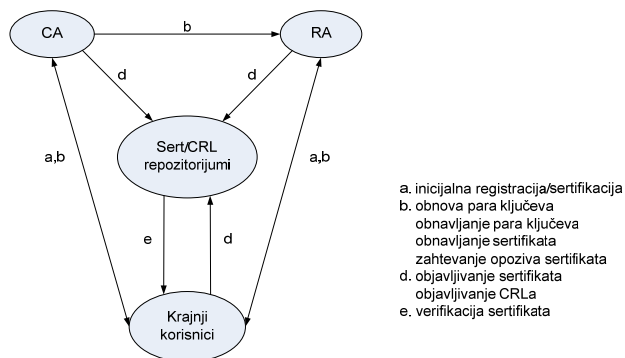 CA
b
RA
d
d
Sert/CRL
repozitorijumi
a,b
a,b
e
d
Krajnji
korisnici
a. inicijalna registracija/sertifikacija
b. obnova para ključeva
obnavljanje para ključeva
obnavljanje sertifikata
zahtevanje opoziva sertifikata
d. objavljivanje sertifikata
objavljivanje CRLa
e. verifikacija sertifikata